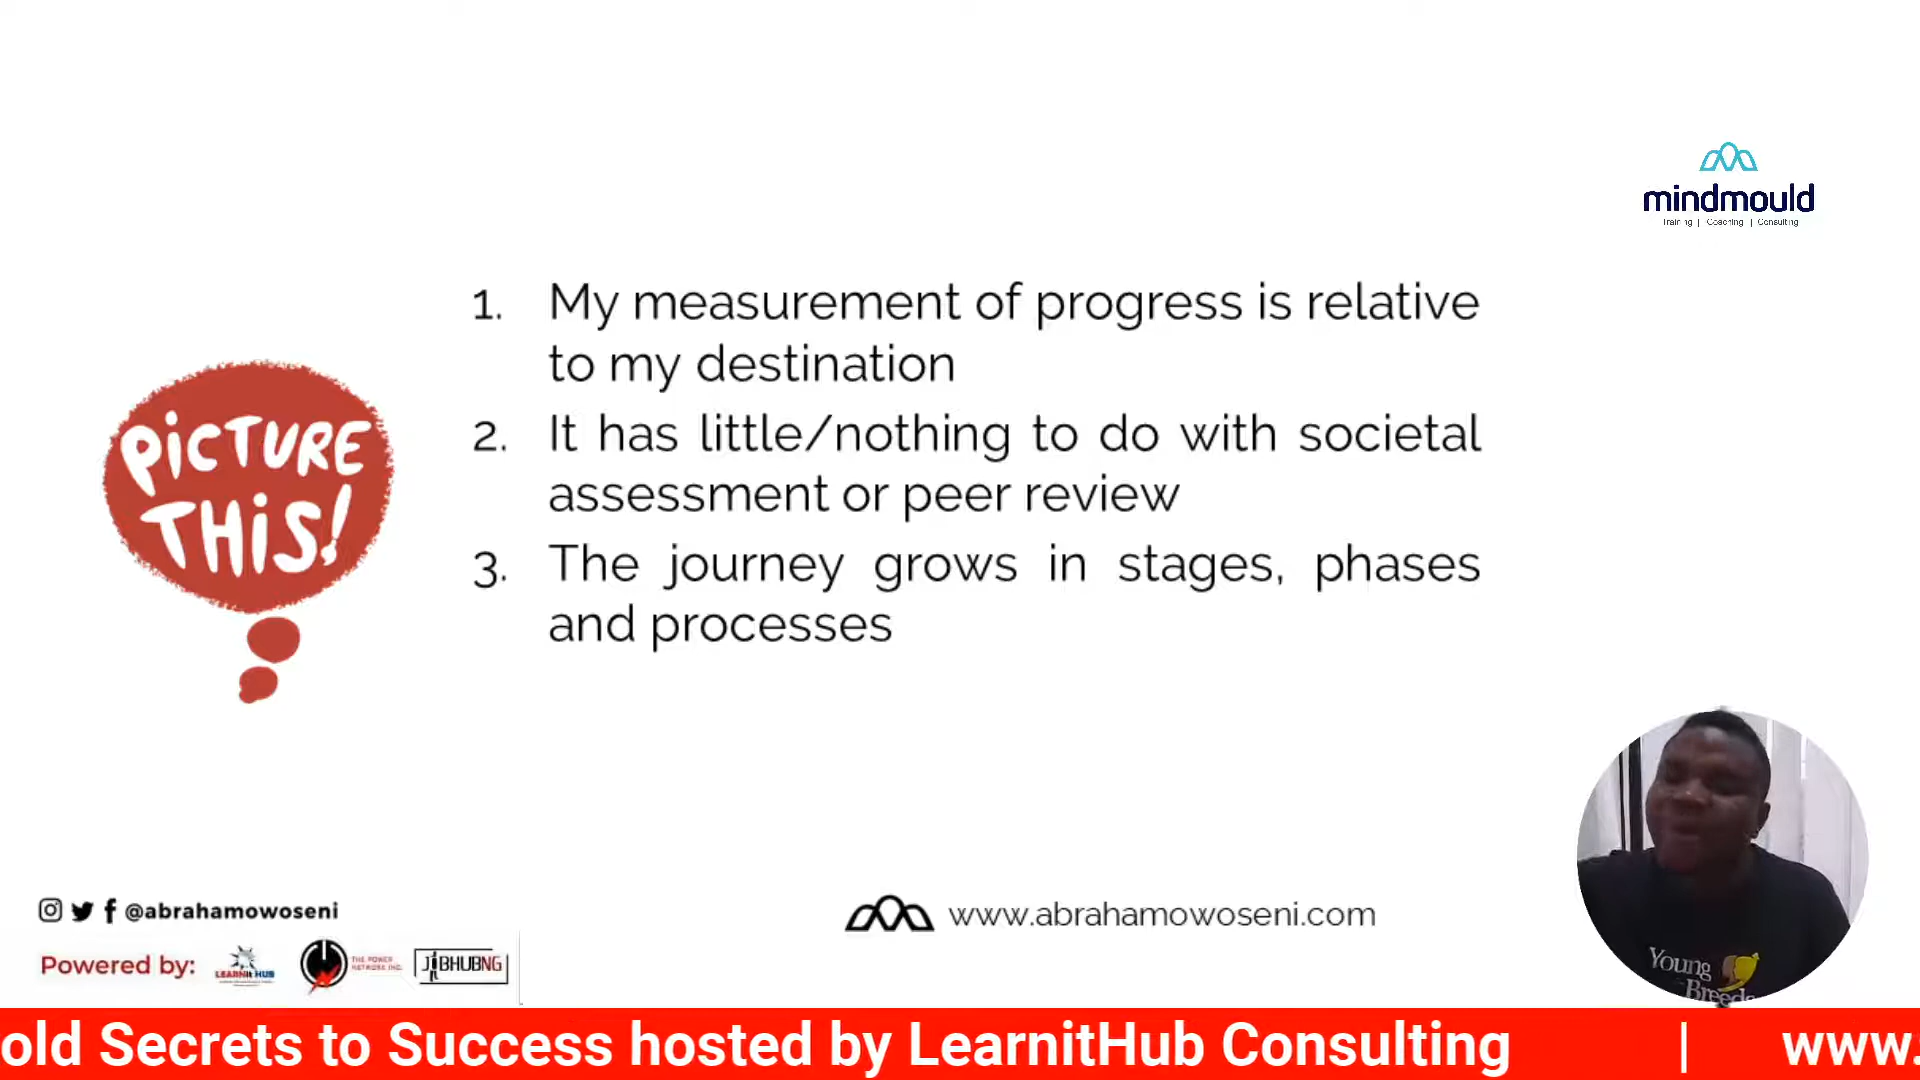 mindmould
Training | Coaching | Consulting
PiCTURE
THiS!
1. My measurement of progress is relative
to my destination
2. It has little/nothing to do with societal
assessment or peer review
3. The journey grows in stages, phases
and processes
@abrahamowoseni
www.abrahamowoseni.com
Powered by:
LEARNit HUB
THE POWER
NETWORK INC.
JOBHUBNG
Young
Breeds
old Secrets to Success hosted by LearnitHub Consulting | www.